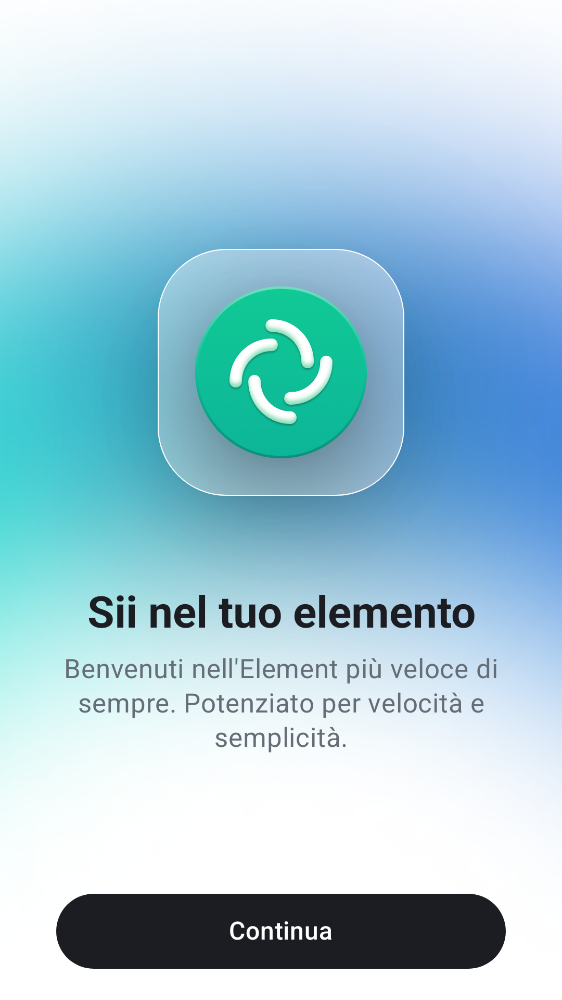 Sii nel tuo elemento
Benvenuti nell'Element più veloce di
sempre. Potenziato per velocità e
semplicità.
Continua